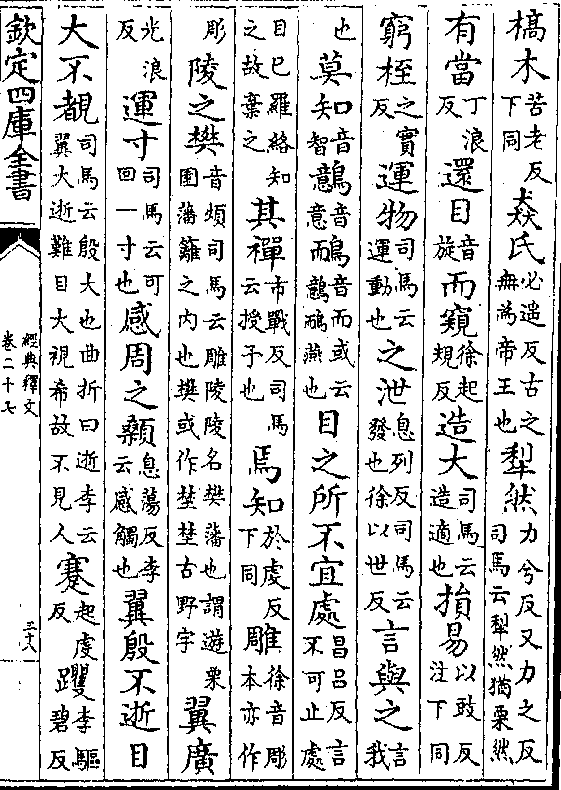 槁木苦老反下同猋氏必遥反古之無為帝王也犁然力兮反又力之反司馬云犁然猶栗然
有當丁浪反還目音旋而窺徐起規反造大司馬云造適也損易以豉反注下同
窮桎之實反運物司馬云運動也之泄息列反司馬云發也徐以世反言與之言我
也莫知音智鷾音意鴯音而或云鷾鴯燕也目之所不宜處昌呂反言不可止處
目已羅絡知之故棄之其禪市戰反司馬云授予也焉知於虔反下同雕徐音彫本亦作
彫陵之樊音煩司馬云雕陵陵名樊藩也謂遊栗園藩籬之内也樊或作埜埜古野字翼廣
光浪反運寸司馬云可回一寸也感周之顙息蕩反李云感觸也翼殷不逝目
大不覩司馬云殷大也曲折曰逝李云翼大逝難目大視希故不見人蹇起虔反躩李驅碧反
欽定四庫全書
經典釋文
卷二十七
三十八